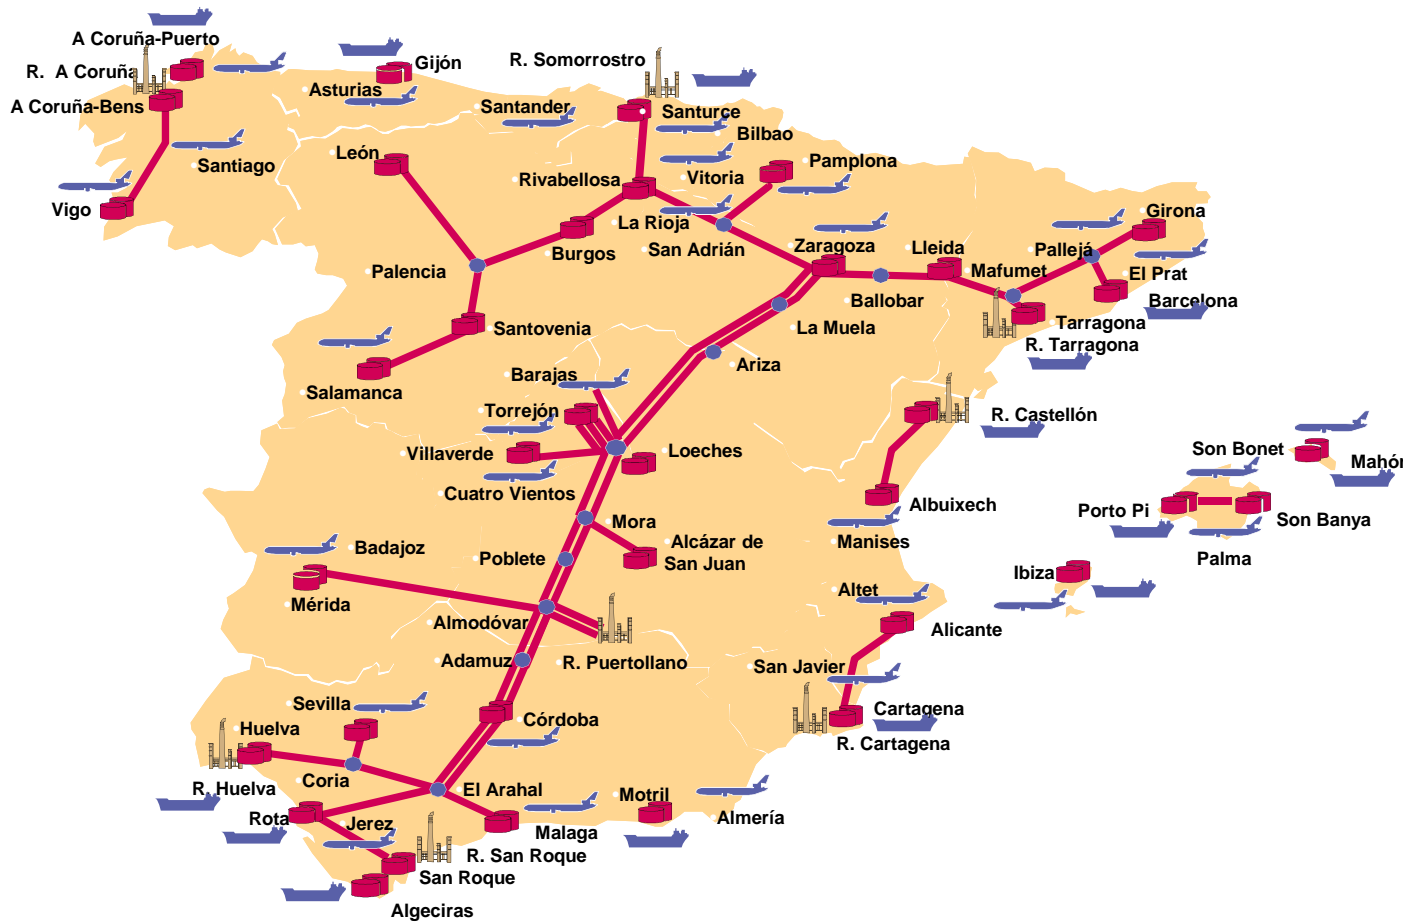 A Coruña-Puerto
R. A Coruña
A Coruña-Bens
Gijón
Asturias
R. Somorrostro
Santander
Santurce
Bilbao
Santiago
León
Vitoria
Pamplona
Vigo
Rivabellosa
La Rioja
San Adrián
Burgos
Palencia
Zaragoza
Lleida
Girona
Pallejá
Mafumet
El Prat
Barcelona
Ballobar
La Muela
Tarragona
R. Tarragona
Santovenia
Salamanca
Ariza
Barajas
Torrejón
Villaverde
Loeches
Cuatro Vientos
R. Castellón
Albuixech
Manises
Son Bonet
Mahón
Porto Pi
Son Banya
Palma
Ibiza
Mora
Alcázar de
San Juan
Poblete
Badajoz
Mérida
Almodóvar
Adamuz
R. Puertollano
Altet
Alicante
San Javier
Cartagena
R. Cartagena
Sevilla
Huelva
R. Huelva
Coria
Córdoba
El Arahal
Rota
Jerez
Malaga
Motril
Almería
R. San Roque
San Roque
Algeciras